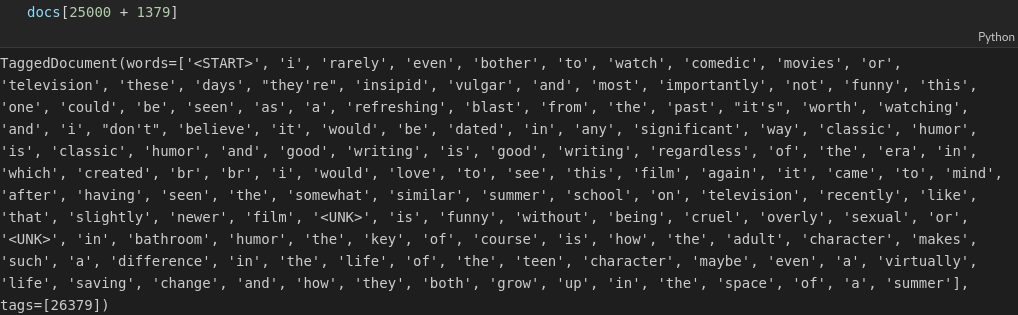 docs[25000 + 1379]
Python
TaggedDocument(words=['<START>', 'i', 'rarely', 'even', 'bother', 'to', 'watch', 'comedic', 'movies', 'or',
'television', 'these', 'days', "they're", 'insipid', 'vulgar', 'and', 'most', 'importantly', 'not', 'funny', 'this',
'one', 'could', 'be', 'seen', 'as', 'a', 'refreshing', 'blast', 'from', 'the', 'past', "it's", 'worth', 'watching',
'and', 'i', "don't", 'believe', 'it', 'would', 'be', 'dated', 'in', 'any', 'significant', 'way', 'classic', 'humor',
'is', 'classic', 'humor', 'and', 'good', 'writing', 'is', 'good', 'writing', 'regardless', 'of', 'the', 'era', 'in',
'which', 'created', 'br', 'br', 'i', 'would', 'love', 'to', 'see', 'this', 'film', 'again', 'it', 'came', 'to', 'mind',
'after', 'having', 'seen', 'the', 'somewhat', 'similar', 'summer', 'school', 'on', 'television', 'recently', 'like',
'that', 'slightly', 'newer', 'film', '<UNK>', 'is', 'funny', 'without', 'being', 'cruel', 'overly', 'sexual', 'or',
'<UNK>', 'in', 'bathroom', 'humor', 'the', 'key', 'of', 'course', 'is', 'how', 'the', 'adult', 'character', 'makes',
'such', 'a', 'difference', 'in', 'the', 'life', 'of', 'the', 'teen', 'character', 'maybe', 'even', 'a', 'virtually',
'life', 'saving', 'change', 'and', 'how', 'they', 'both', 'grow', 'up', 'in', 'the', 'space', 'of', 'a', 'summer'],
tags=[26379])